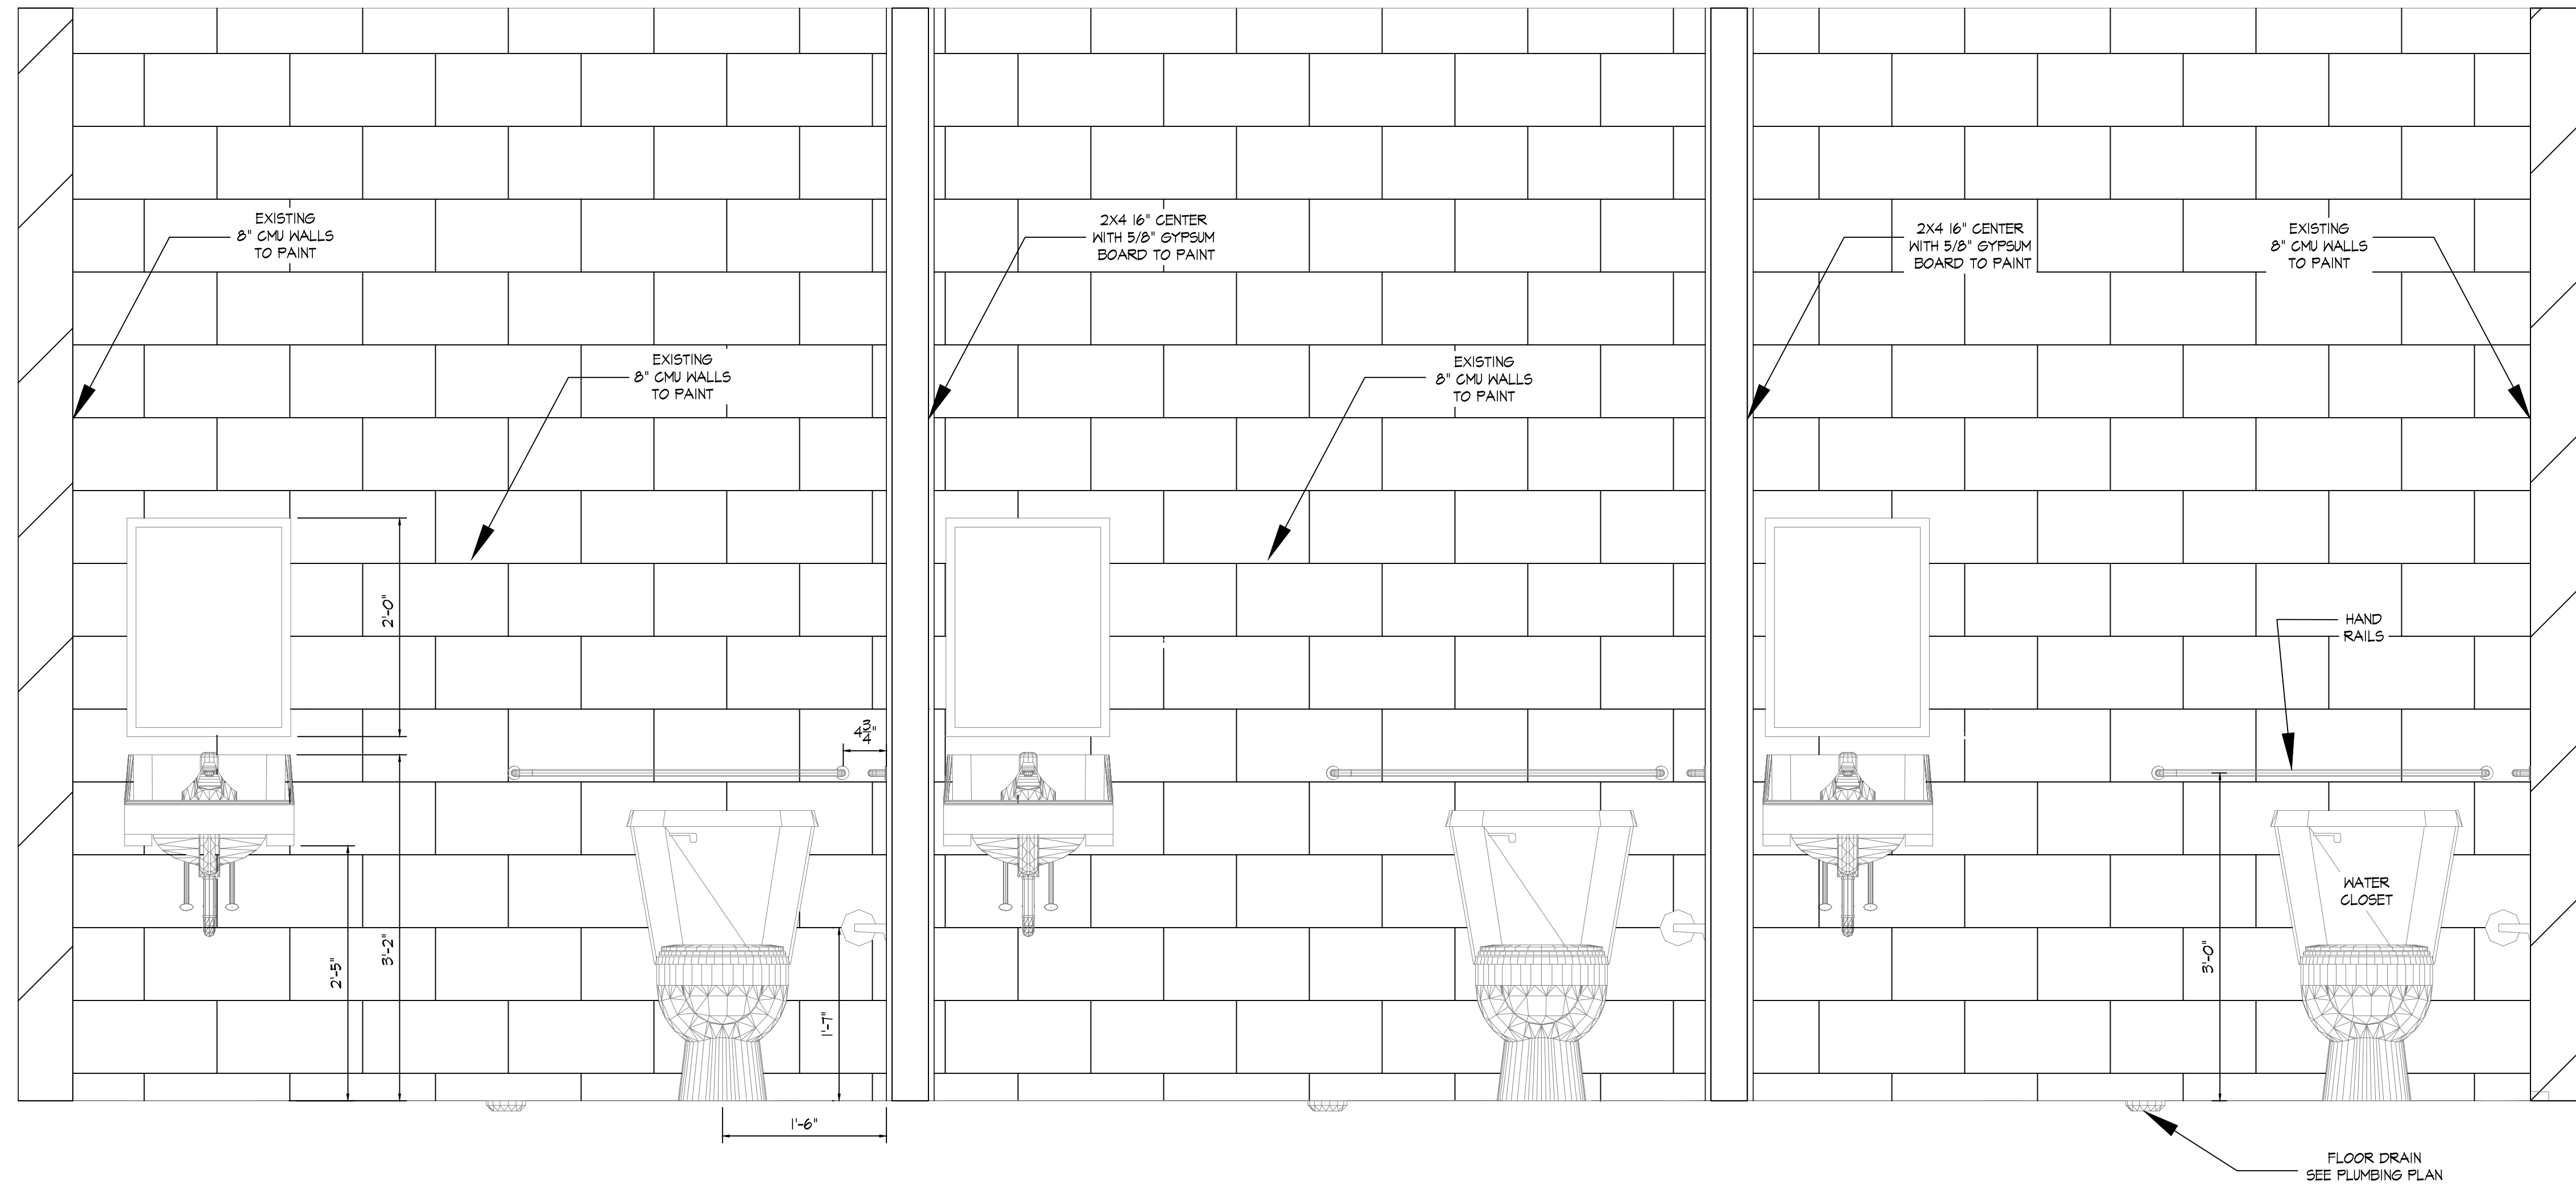 EXISTING
8" CMU WALLS
TO PAINT
2X4 16" CENTER
WITH 5/8" GYPSUM
BOARD TO PAINT
2X4 16" CENTER
WITH 5/8" GYPSUM
BOARD TO PAINT
EXISTING
8" CMU WALLS
TO PAINT
EXISTING
8" CMU WALLS
TO PAINT
EXISTING
8" CMU WALLS
TO PAINT
2'-0"
HAND
RAILS
4 3/4"
WATER
CLOSET
2'-5"
3'-2"
1'-7"
3'-0"
1'-6"
FLOOR DRAIN
SEE PLUMBING PLAN